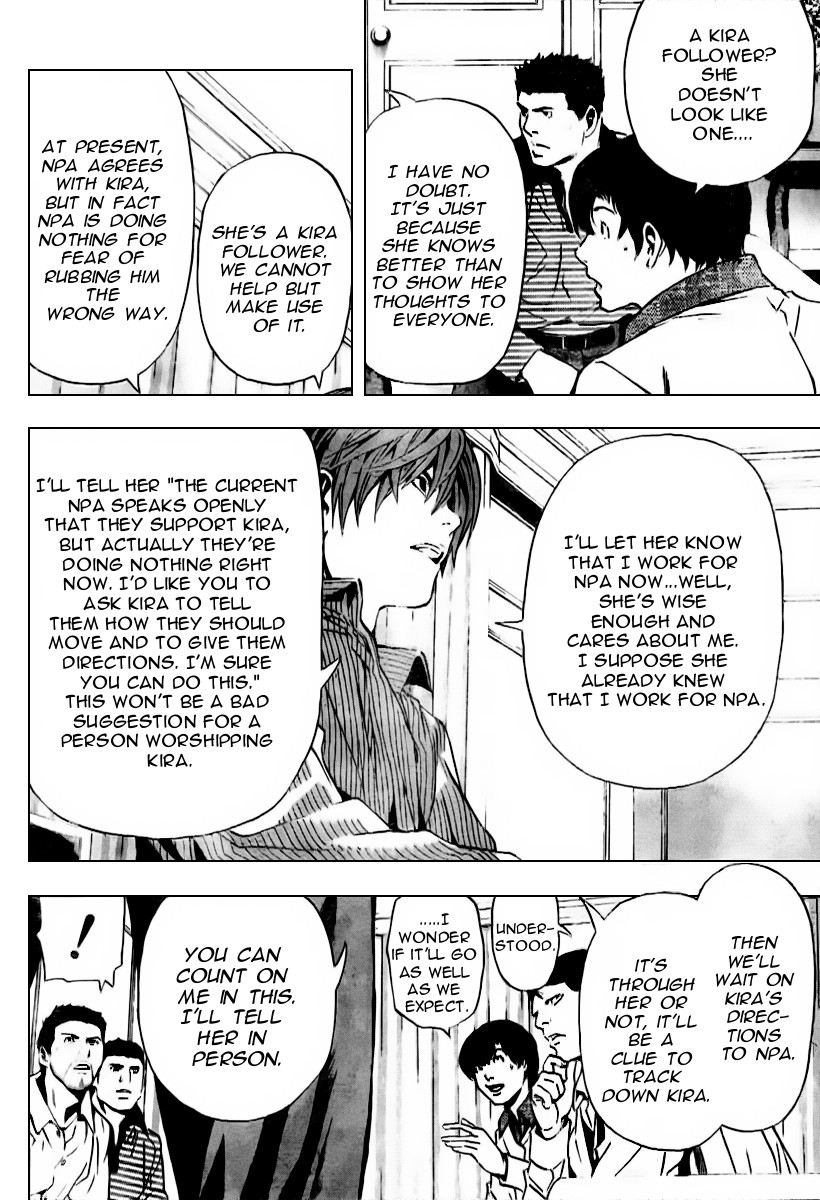 A KIRA
FOLLOWER?
SHE
DOESN'T
LOOK LIKE
ONE....
I HAVE NO
DOUBT.
IT'S JUST
BECAUSE
SHE KNOWS
BETTER THAN
TO SHOW HER
THOUGHTS TO
EVERYONE.
SHE'S A KIRA
FOLLOWER.
WE CANNOT
HELP BUT
MAKE USE
OF IT.
AT PRESENT,
NPA AGREES
WITH KIRA,
BUT IN FACT
NPA IS DOING
NOTHING FOR
FEAR OF
RUBBING HIM
THE
WRONG WAY.
I'LL LET HER KNOW
THAT I WORK FOR
NPA NOW...WELL,
SHE'S WISE
ENOUGH AND
CARES ABOUT ME.
I SUPPOSE SHE
ALREADY KNEW
THAT I WORK FOR NPA.
I'LL TELL HER "THE CURRENT
NPA SPEAKS OPENLY
THAT THEY SUPPORT KIRA,
BUT ACTUALLY THEY'RE
DOING NOTHING RIGHT
NOW. I'D LIKE YOU TO
ASK KIRA TO TELL
THEM HOW THEY SHOULD
MOVE AND TO GIVE THEM
DIRECTIONS. I'M SURE
YOU CAN DO THIS."
THIS WON'T BE A BAD
SUGGESTION FOR A
PERSON WORSHIPPING
KIRA.
THEN
WE'LL
WAIT ON
KIRA'S
DIREC-
TIONS
TO NPA.
IT'S
THROUGH
HER OR
NOT, IT'LL
BE A
CLUE TO
TRACK
DOWN KIRA.
UNDER-
STOOD.
.....I
WONDER
IF IT'LL GO
AS WELL
AS WE
EXPECT.
YOU CAN
COUNT ON
ME IN THIS.
I'LL TELL
HER IN
PERSON.
!